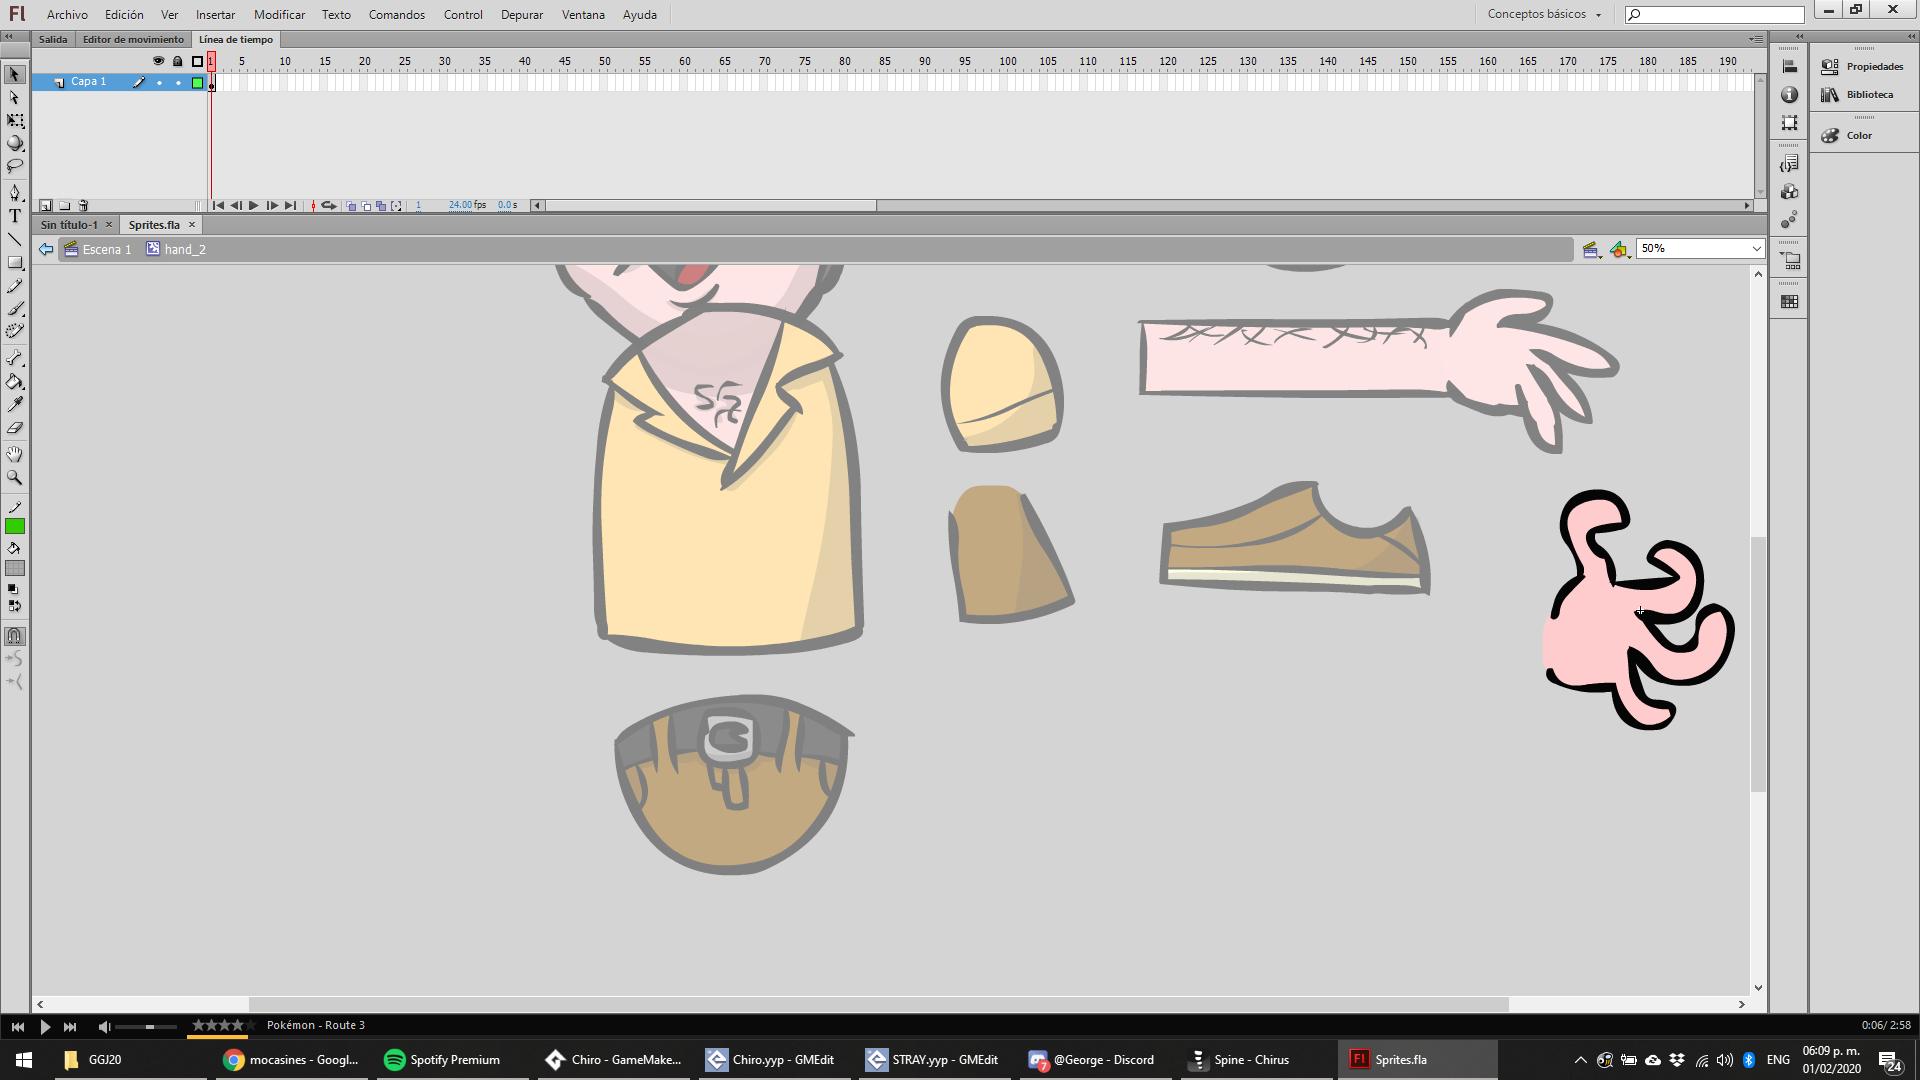 Fl Archivo Edición Ver Insertar Modificar Texto Comandos Control Depurar Ventana Ayuda Conceptos básicos
Salida Editor de movimiento Línea de tiempo
1 5 10 15 20 25 30 35 40 45 50 55 60 65 70 75 80 85 90 95 100 105 110 115 120 125 130 135 140 145 150 155 160 165 170 175 180 185 190
Capa 1
Propiedades
Biblioteca
Color
1 24.00 fps 0.0 s
Sin título-1 Sprites.fla
Escena 1 hand_2 50%
Pokémon - Route 3 0:06/ 2:58
GGJ20 mocasines - Googl... Spotify Premium Chiro - GameMake... Chiro.yyp - GMEdit STRAY.yyp - GMEdit 7 @George - Discord Spine - Chirus Fl Sprites.fla ENG 06:09 p. m. 24
01/02/2020